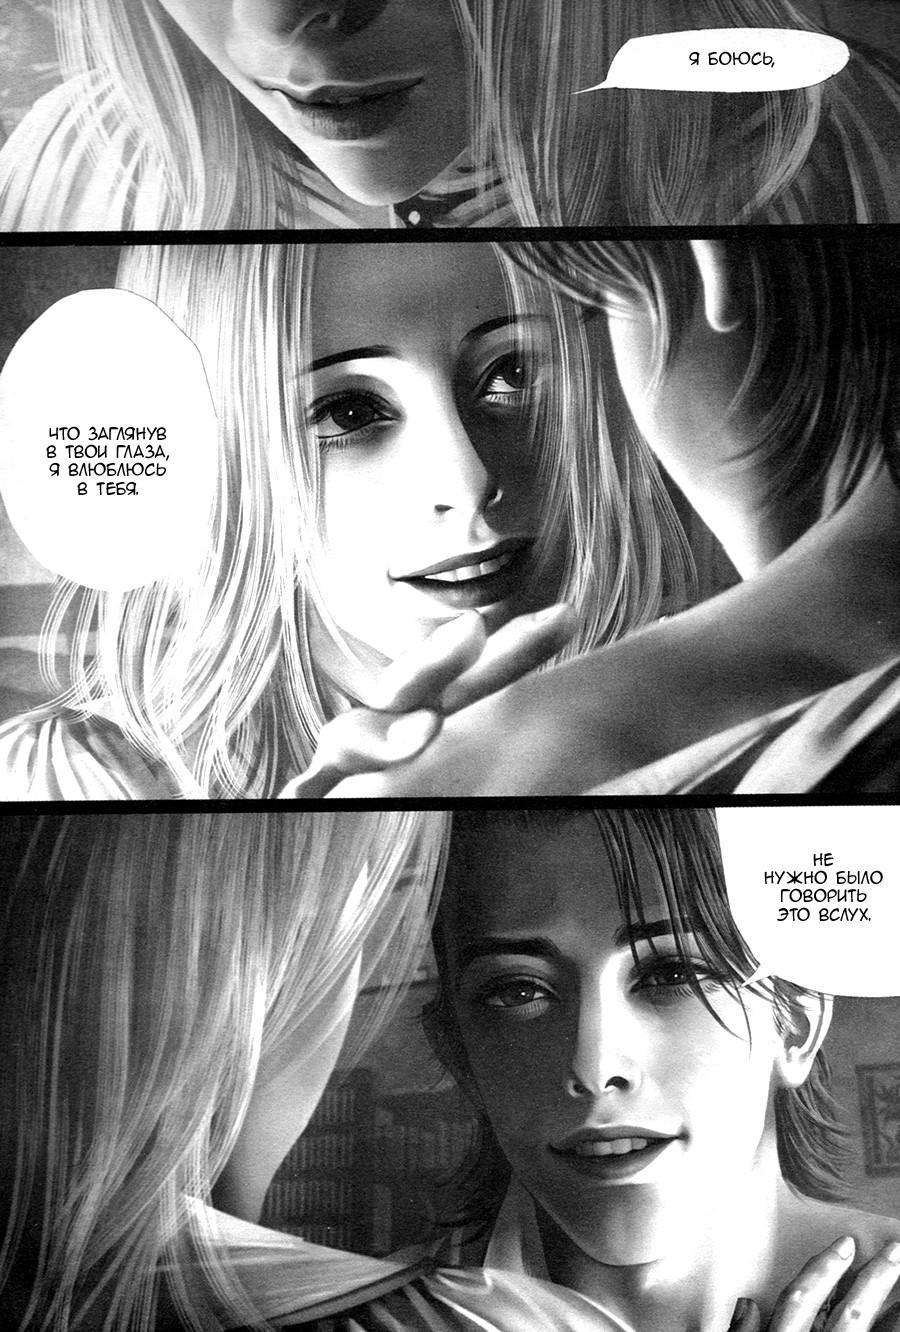 Я БОЮСЬ,
ЧТО ЗАГЛЯНУВ
В ТВОИ ГЛАЗА,
Я ВЛЮБЛЮСЬ
В ТЕБЯ.
НЕ
НУЖНО БЫЛО
ГОВОРИТЬ
ЭТО ВСЛУХ.